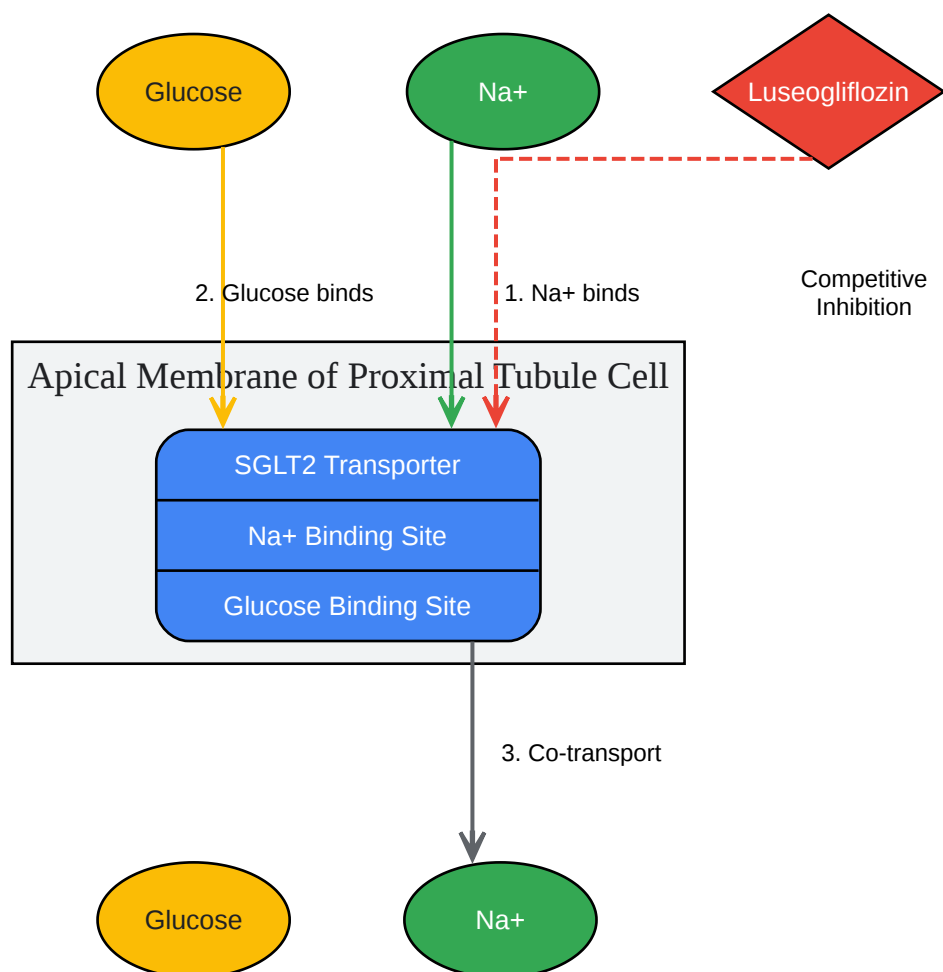 Glucose
Na+
Luseogliflozin
2. Glucose binds
1. Na+ binds
Competitive
Inhibition
Apical Membrane of Proximal Tubule Cell
SGLT2 Transporter
Na+ Binding Site
Glucose Binding Site
3. Co-transport
Glucose
Na+